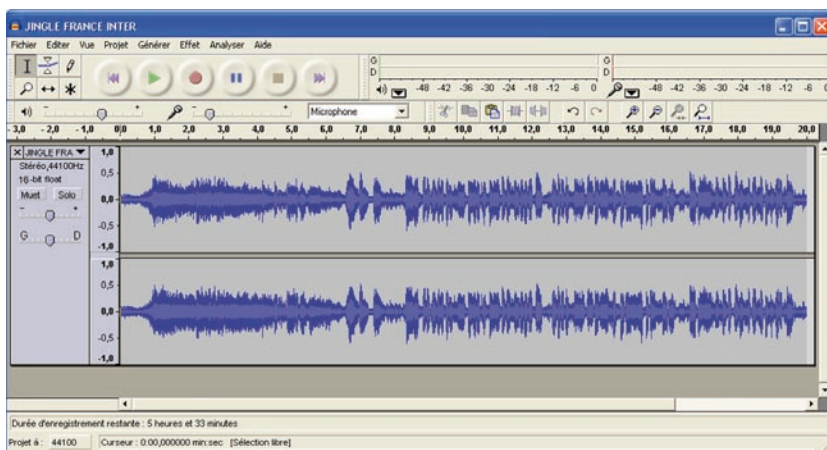 JINGLE FRANCE INTER
Fichier Editer Vue Projet Générer Effet Analyser Aide
G
D
-48 -42 -36 -30 -24 -18 -12 -6 0
G
D
-48 -42 -36 -30 -24 -18 -12 -6 0
- + - + Microphone
- 3,0 - 2,0 - 1,0 0,0 1,0 2,0 3,0 4,0 5,0 6,0 7,0 8,0 9,0 10,0 11,0 12,0 13,0 14,0 15,0 16,0 17,0 18,0 19,0 20,0
X JINGLE FRA
Stéréo,44100Hz
16-bit float
Muet Solo
- +
G D
1,0
0,5
0,0
-0,5
-1,0
1,0
0,5
0,0
-0,5
-1,0
Durée d'enregistrement restante : 5 heures et 33 minutes
Projet à : 44100 Curseur : 0:00,000000 min:sec [Sélection libre]